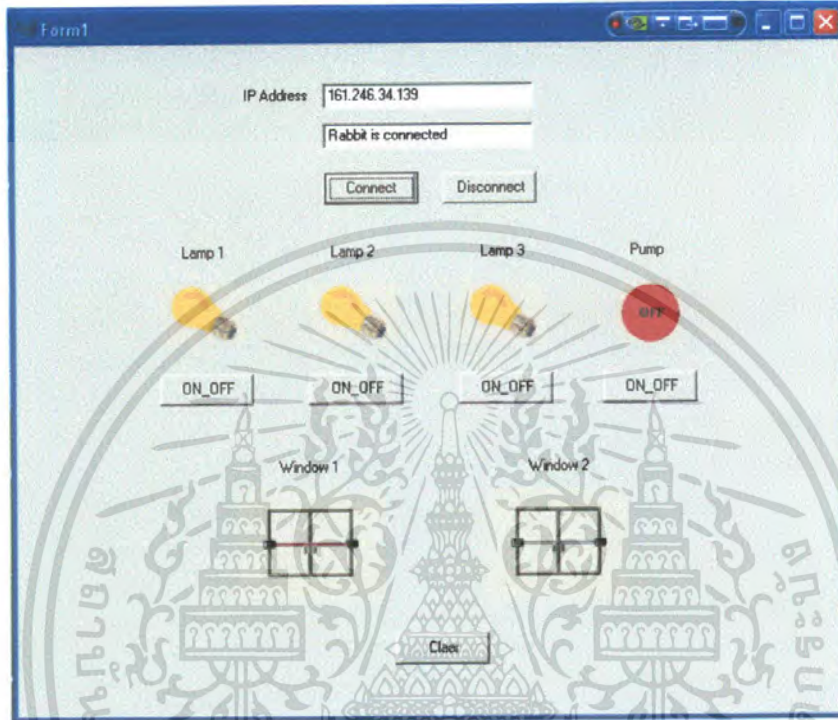 Form1
IP Address 161.246.34.139
Rabbit is connected
Connect Disconnect
Lamp 1 Lamp 2 Lamp 3 Pump
OFF
ON_OFF ON_OFF ON_OFF ON_OFF
Window 1 Window 2